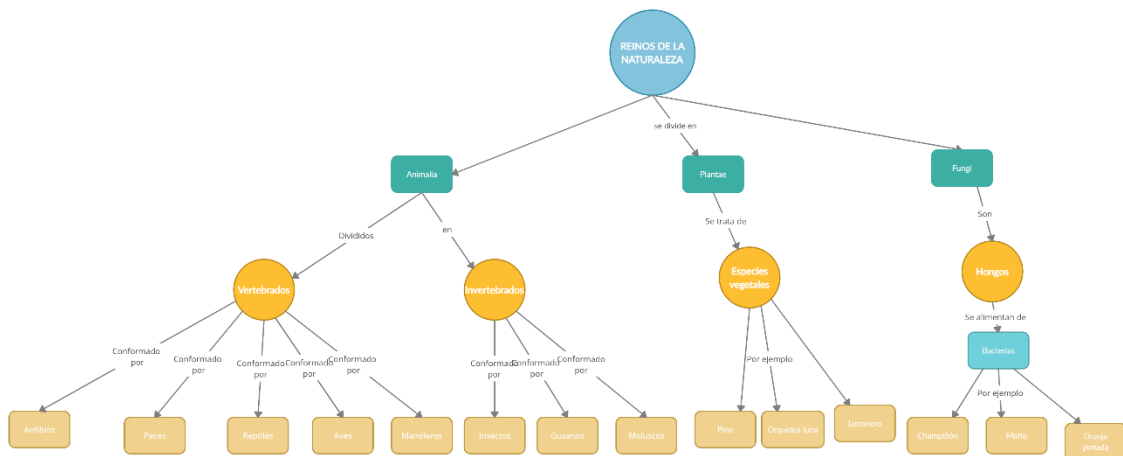 REINOS DE LA
NATURALEZA
se divide en
Animalia
Plantae
Fungi
Divididos
en
Se trata de
Son
Vertebrados
Invertebrados
Especies
vegetales
Hongos
Se alimentan de
Conformado
por
Conformado
por
Conformado
por
Conformado
por
Conformado
por
Conformado
por
Conformado
por
Conformado
por
Por ejemplo
Bacterias
Por ejemplo
Anfibios
Peces
Reptiles
Aves
Mamíferos
Insectos
Gusanos
Moluscos
Pino
Orquídea luna
Limonero
Champiñón
Moho
Oranja
pintada